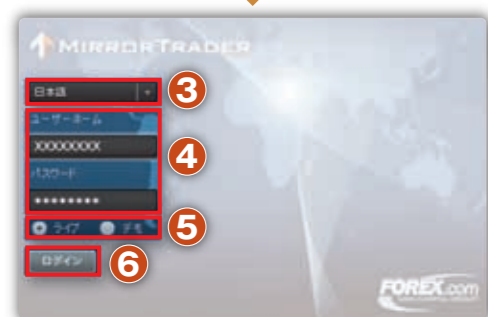 MIRRORTRADER
日本語
③
ユーザーネーム
XXXXXXXX
④
パスワード
********
ライブ デモ
⑤
ログイン
⑥
FOREX.com